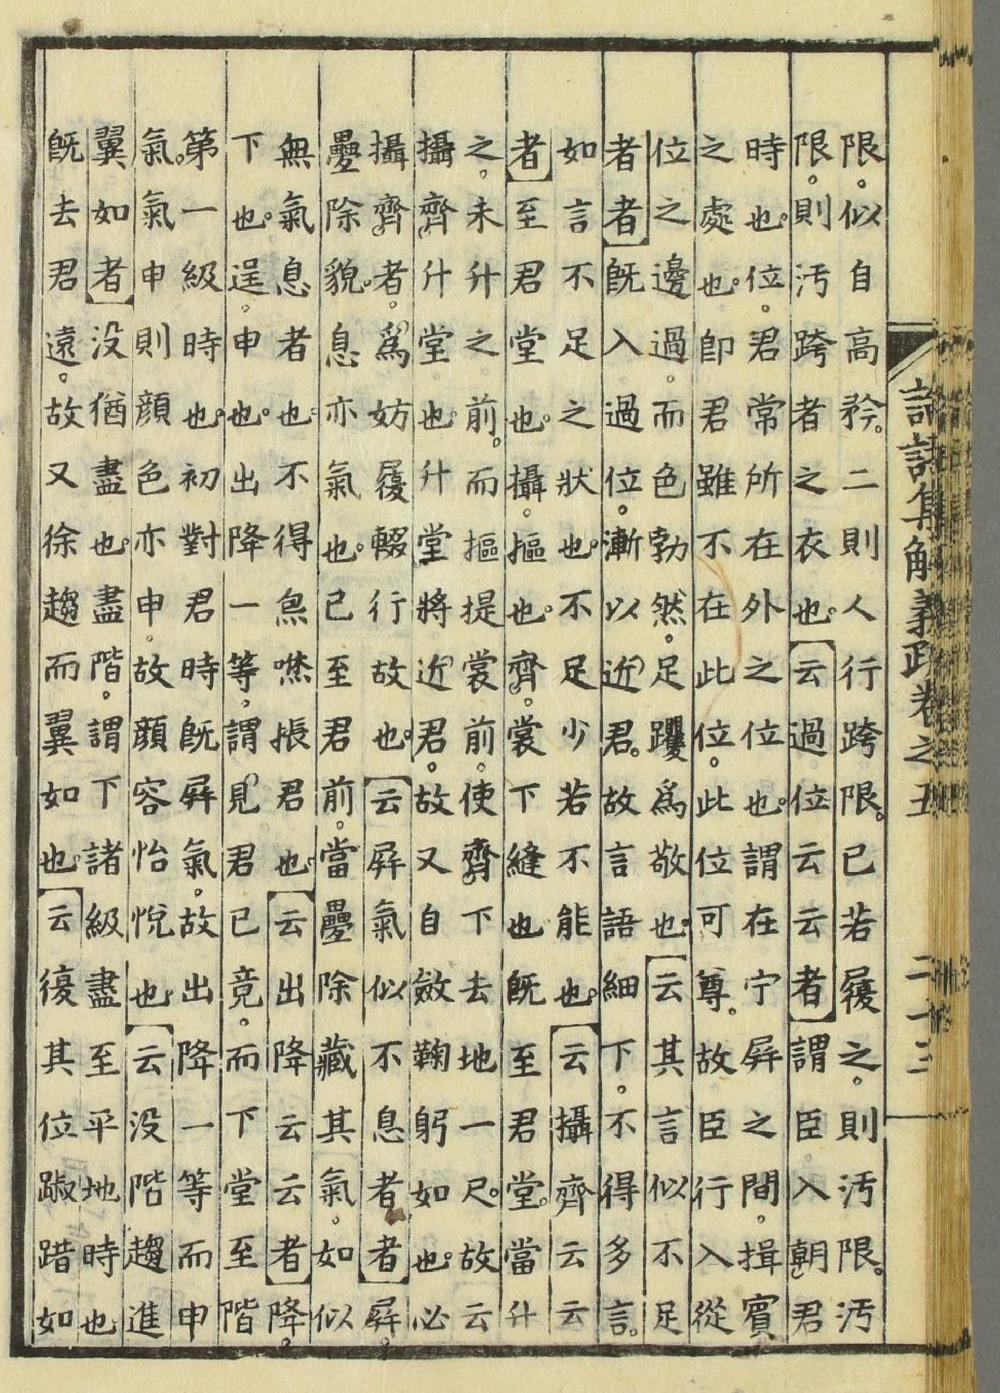 限。似自高矜。二則人行跨限。已若履之。則汚限。汚
限。則汚跨者之衣也。云過位云云者謂臣入朝君
時也。位。君常所在外之位也。謂在宁屏之間。揖賓
之處也。即君雖不在此位。此位可尊。故臣行入從
位之邊過。而色勃然。足躩爲敬也。云其言似不足
者者既入過位。漸以近君。故言語細下。不得多言。
如言不足之狀也。不足少若不能也。云攝齊云云
者至君堂也。攝。摳也。齊。裳下縫也既至君堂。當升
之。未升之前。而摳提裳前。使齊下去地一尺。故云
攝齊升堂也。升堂將近君。故又自斂鞠躬如也。必
攝齊者。爲妨履輟行故也。云屏氣似不息者者屏。
疊除貌。息亦氣也。已至君前。當疊除藏其氣。如似
無氣息者也。不得㷀嘫掁君也。云出降云云者降。
下也。逞。申也。出降一等。謂見君已竟。而下堂至階
第一級時也。初對君時既屏氣。故出降一等而申
氣。氣申則顏色亦申。故顏容怡悅也。云没階趨進
翼如者没猶盡也。盡階。謂下諸級盡至平地時也
既去君遠。故又徐趨而翼如也。云復其位踧踖如
論語集解義疏卷之五
二十三